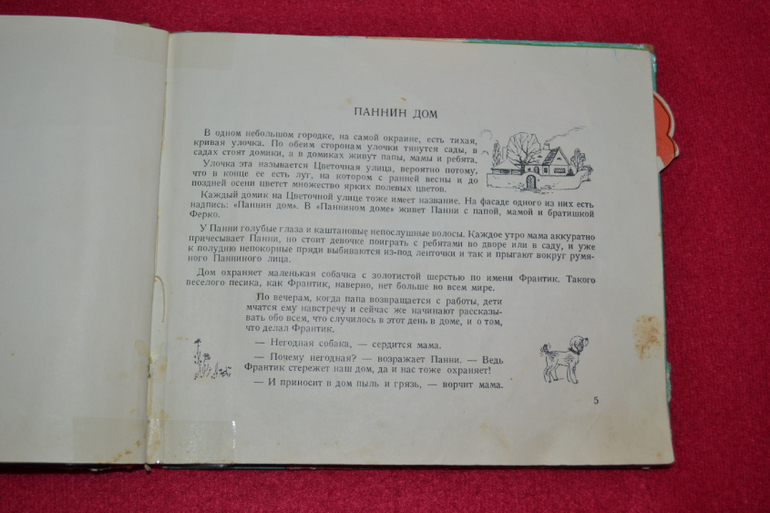 ПАННИН ДОМ
В одном небольшом городке, на самой окраине, есть тихая,
кривая улочка. По обеим сторонам улочки тянутся сады, в
садах стоят домики, а в домиках живут папы, мамы и ребята.
Улочка эта называется Цветочная улица, вероятно потому,
что в конце ее есть луг, на котором с ранней весны и до
поздней осени цветет множество ярких полевых цветов.
Каждый домик на Цветочной улице тоже имеет название. На фасаде одного из них есть
надпись: «Паннин дом». В «Паннином доме» живет Панни с папой, мамой и братишкой
Ферко.
У Панни голубые глаза и каштановые непослушные волосы. Каждое утро мама аккуратно
причесывает Панни, но стоит девочке поиграть с ребятами во дворе или в саду, и уже
к полудню непокорные пряди выбиваются из-под ленточки и так и прыгают вокруг румя-
ного Панниного лица.
Дом охраняет маленькая собачка с золотистой шерстью по имени Франтик. Такого
веселого песика, как Франтик, наверно, нет больше во всем мире.
По вечерам, когда папа возвращается с работы, дети
мчатся ему навстречу и сейчас же начинают рассказы-
вать обо всем, что случилось в этот день в доме, и о том,
что делал Франтик.
— Негодная собака, — сердится мама.
— Почему негодная? — возражает Панни. — Ведь
Франтик стережет наш дом, да и нас тоже охраняет!
— И приносит в дом пыль и грязь, — ворчит мама.
5